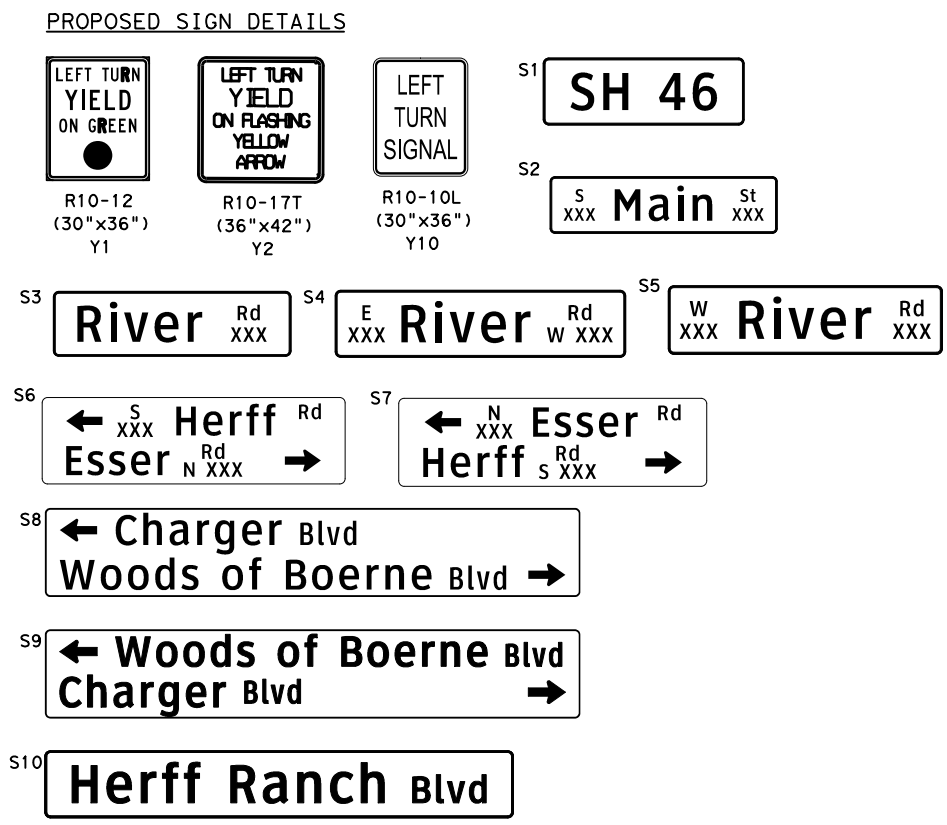 PROPOSED SIGN DETAILS
LEFT TURN
YIELD
ON GREEN
R10-12
(30"x36")
Y1
LEFT TURN
YIELD
ON FLASHING
YELLOW
ARROW
R10-17T
(36"x42")
Y2
LEFT
TURN
SIGNAL
R10-10L
(30"x36")
Y10
S1
SH 46
S2
S
XXX Main St
XXX
S3
River Rd
XXX
S4
E
XXX River Rd
W XXX
S5
W
XXX River Rd
XXX
S6
← S
XXX Herff Rd
Esser Rd
N XXX →
S7
← N
XXX Esser Rd
Herff Rd
S XXX →
S8
← Charger Blvd
Woods of Boerne Blvd →
S9
← Woods of Boerne Blvd
Charger Blvd →
S10
Herff Ranch Blvd